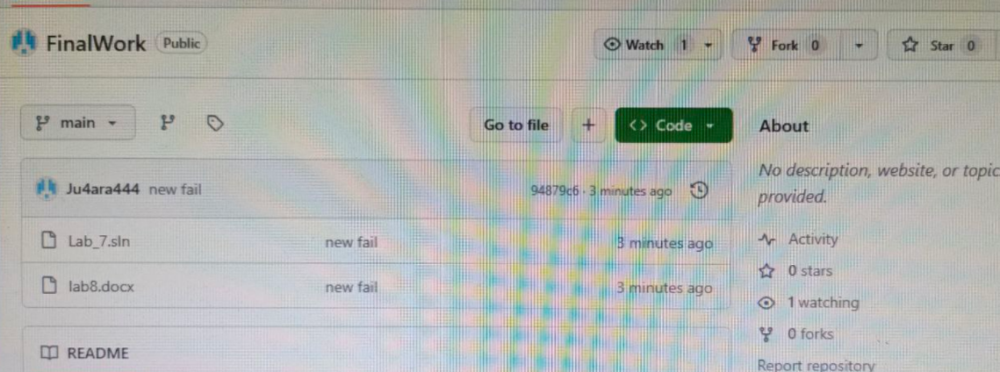 FinalWork Public Watch 1 Fork 0 Star 0
main Go to file + Code
Ju4ara444 new fail 94879c6 · 3 minutes ago
Lab_7.sln new fail 3 minutes ago
lab8.docx new fail 3 minutes ago
README
About
No description, website, or topic
provided.
Activity
0 stars
1 watching
0 forks
Report repository